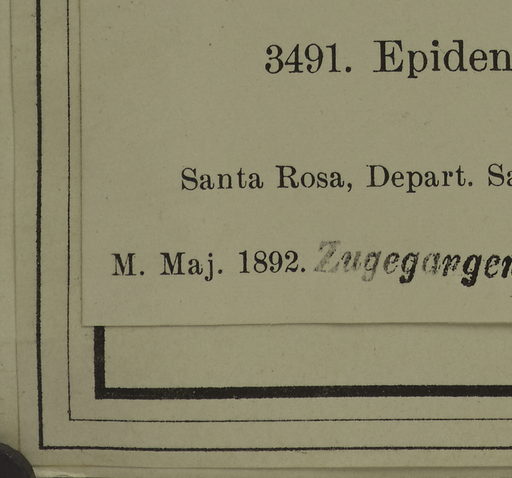 3491. Epiden
Santa Rosa, Depart. Sa
M. Maj. 1892. Zugegangen